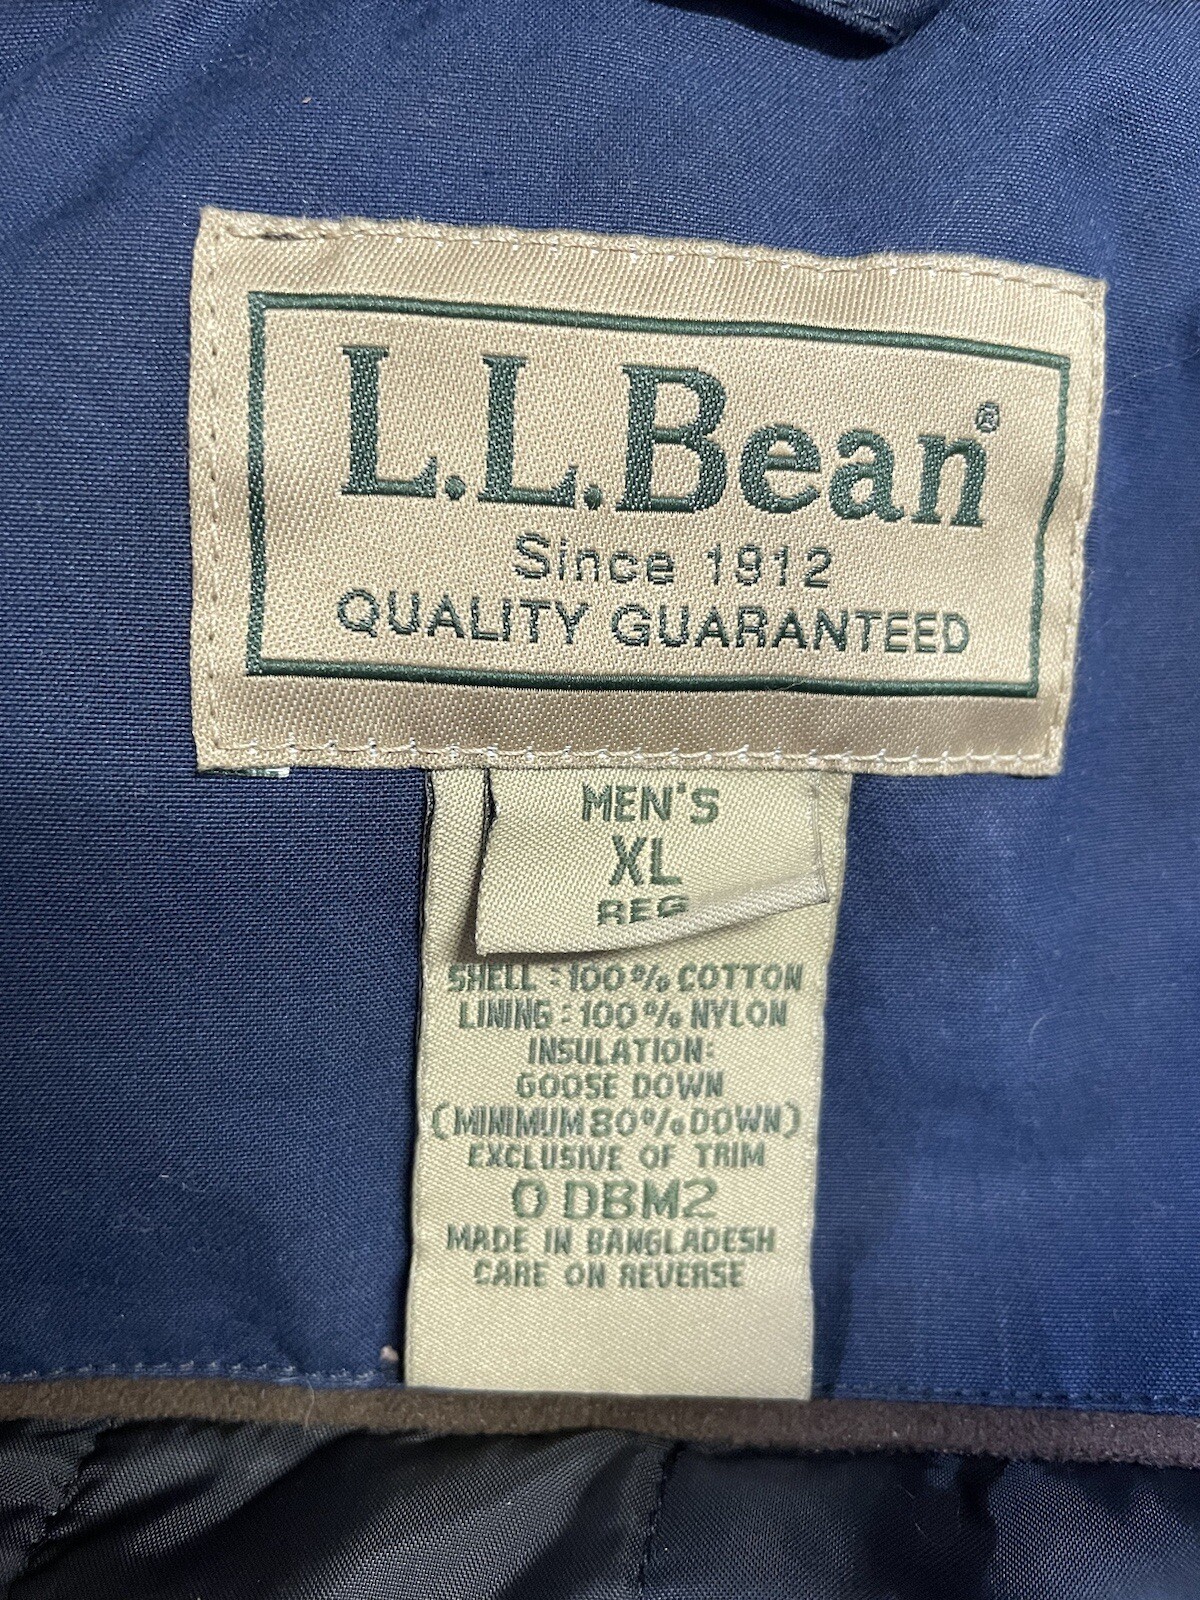 L.L.Bean®
Since 1912
QUALITY GUARANTEED
MEN'S
XL
REG
SHELL : 100% COTTON
LINING : 100% NYLON
INSULATION:
GOOSE DOWN
(MINIMUM 80% DOWN)
EXCLUSIVE OF TRIM
0 DBM2
MADE IN BANGLADESH
CARE ON REVERSE